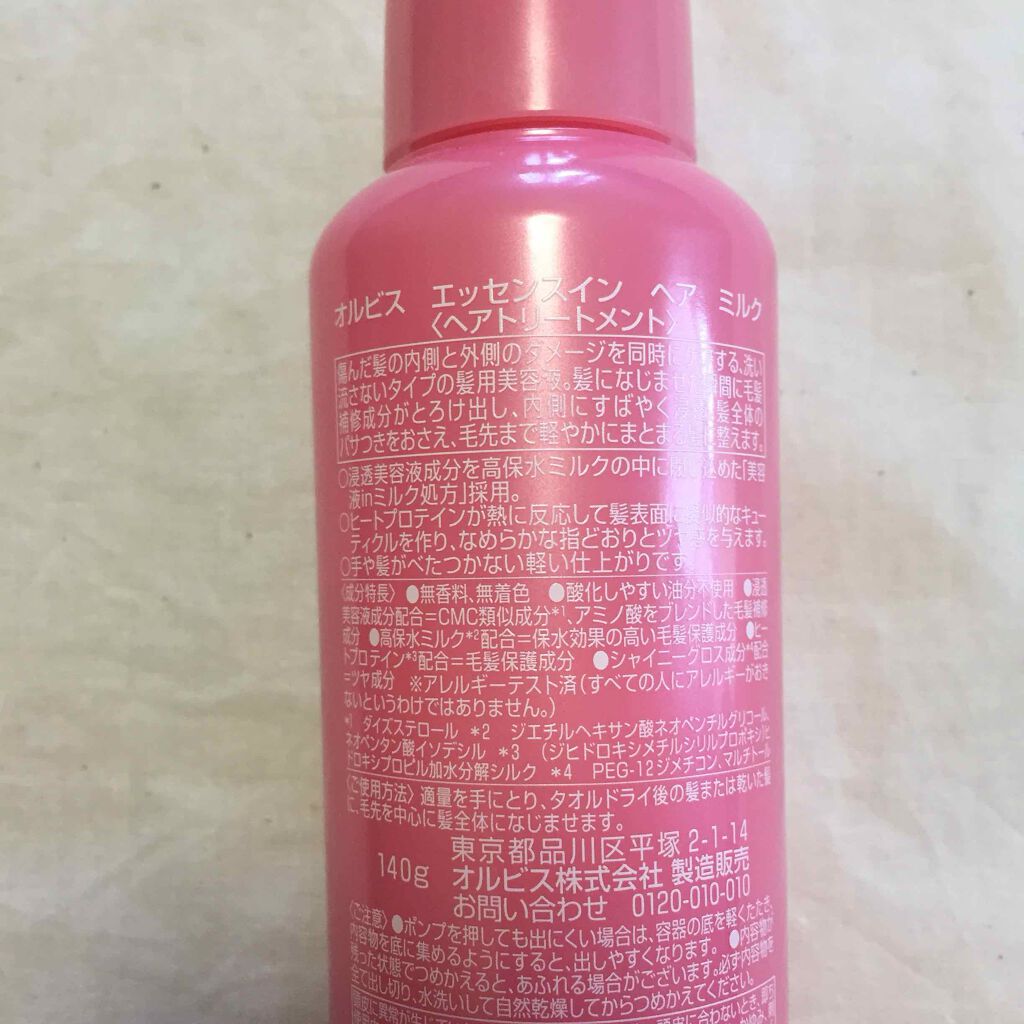 オルビス エッセンスイン ヘア ミルク
〈ヘアトリートメント〉
傷んだ髪の内側と外側のダメージを同時に する、洗い
流さないタイプの髪用美容液。髪になじませ 瞬間に毛髪
補修成分がとろけ出し、内側にすばやく 髪全体の
パサつきをおさえ、毛先まで軽やかにまとまる に整えます。
○浸透美容液成分を高保水ミルクの中に閉じ込めた「美容
液inミルク処方」採用。
○ヒートプロテインが熱に反応して髪表面に 似的なキュー
ティクルを作り、なめらかな指どおりとツヤ を与えます。
○手や髪がべたつかない軽い仕上がりです。
〈成分特長〉 ●無香料、無着色 ●酸化しやすい油分不使用 ●浸透
美容液成分配合=CMC類似成分*1、アミノ酸をブレンドした毛髪補修
成分 ●高保水ミルク*2配合=保水効果の高い毛髪保護成分 ●ヒー
トプロテイン*3配合=毛髪保護成分 ●シャイニーグロス成分*4配合
=ツヤ成分 ※アレルギーテスト済(すべての人にアレルギーがおき
ないというわけではありません。)
*1 ダイズステロール *2 ジエチルヘキサン酸ネオペンチルグリコール、
ネオペンタン酸イソデシル *3 (ジヒドロキシメチルシリルプロポキシ)ヒ
ドロキシプロピル加水分解シルク *4 PEG-12ジメチコン、マルチトール
〈ご使用方法〉 適量を手にとり、タオルドライ後の髪または乾いた髪
に、毛先を中心に髪全体になじませます。
東京都品川区平塚2-1-14
140g オルビス株式会社 製造販売
お問い合わせ 0120-010-010
〈ご注意〉 ●ポンプを押しても出にくい場合は、容器の底を軽くたたき、
内容物を底に集めるようにすると、出しやすくなります。 ●内容物が
残った状態でつめかえると、あふれる場合がございます。必ず内容物を
全て出し切り、水洗いして自然乾燥してからつめかえてください。
頭皮に異常が生じて 頭皮に合わないとき、即ち